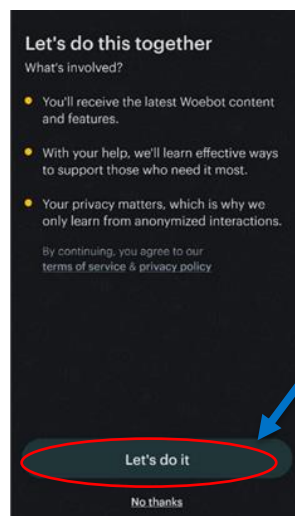 Let's do this together
What's involved?
You'll receive the latest Woebot content
and features.
With your help, we'll learn effective ways
to support those who need it most.
Your privacy matters, which is why we
only learn from anonymized interactions.
By continuing, you agree to our
terms of service & privacy policy
Let's do it
No thanks